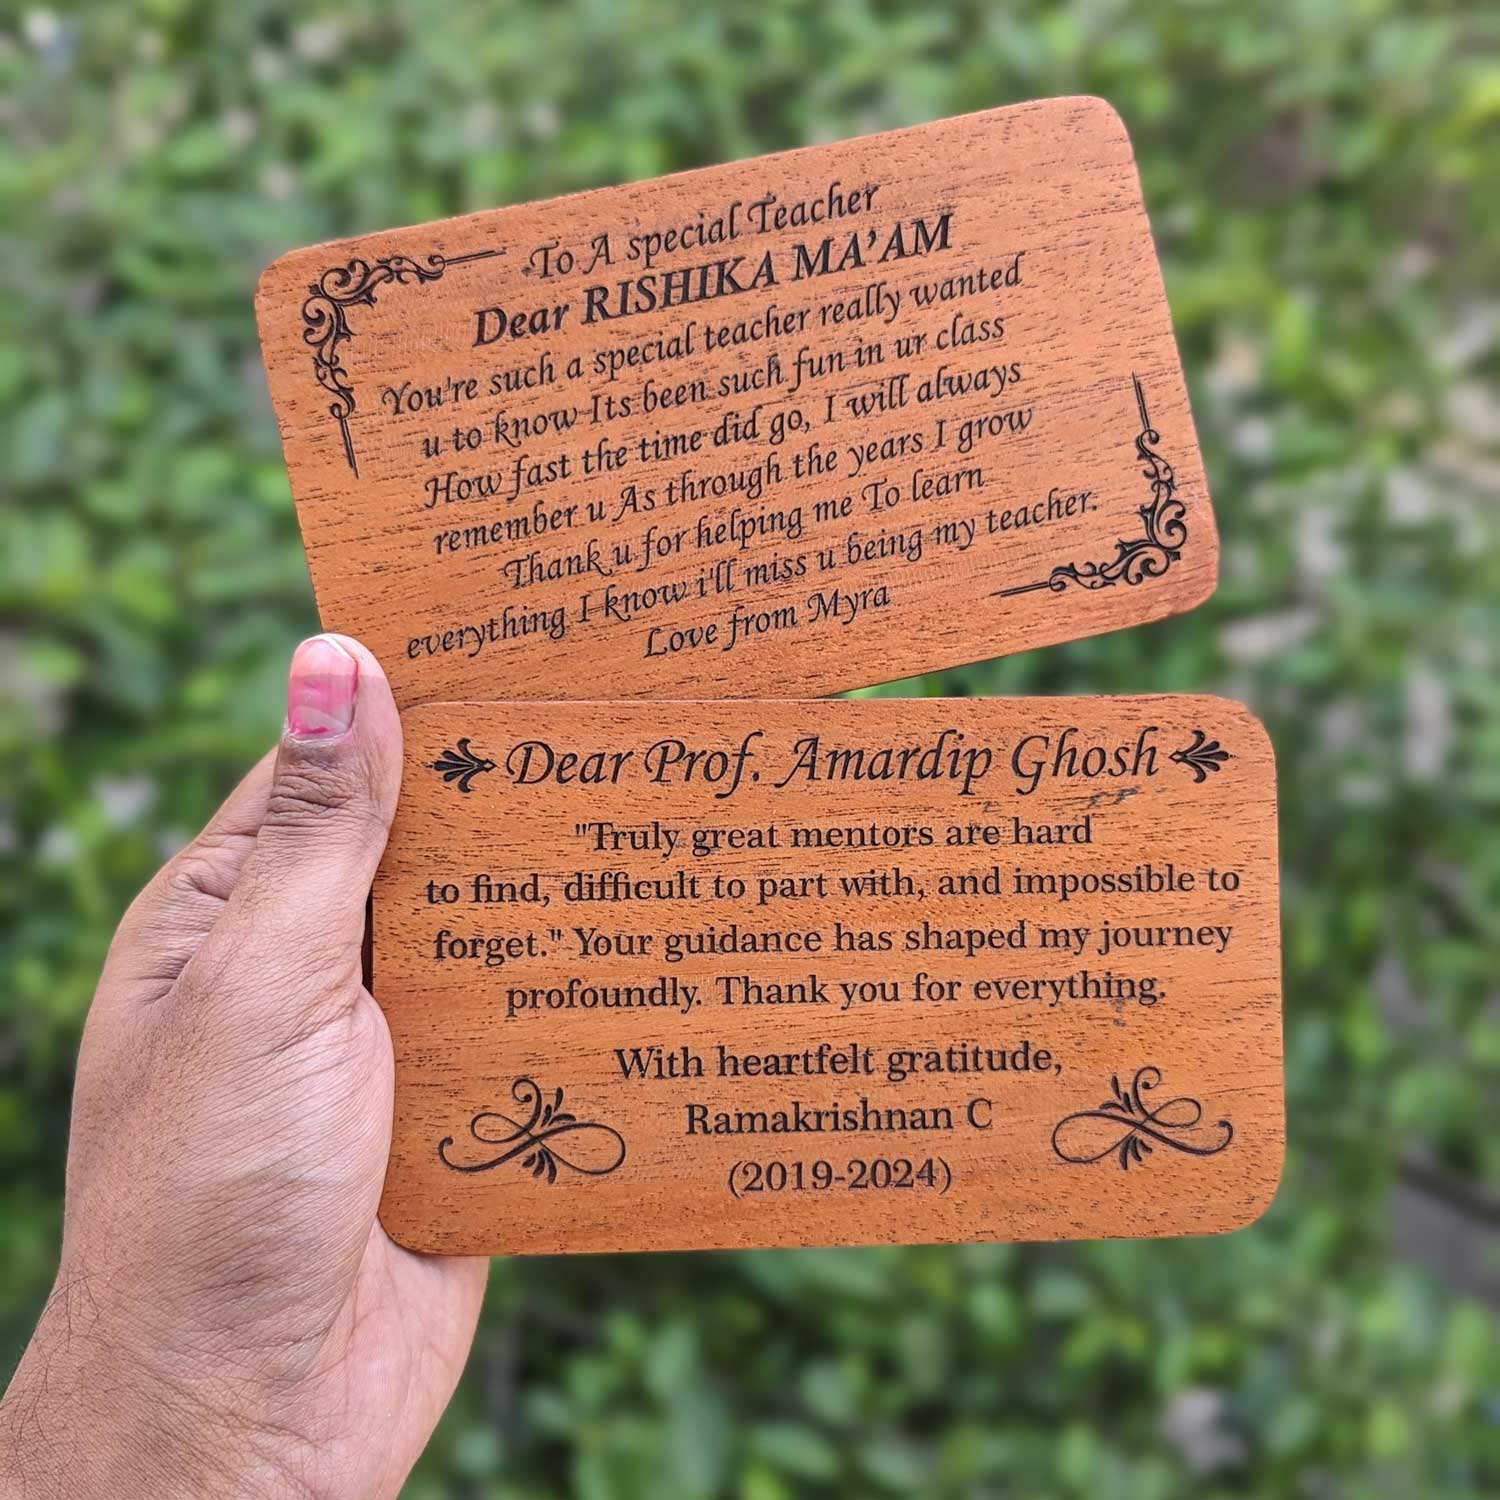 To A special Teacher
Dear RISHIKA MA'AM
You're such a special teacher really wanted
u to know Its been such fun in ur class
How fast the time did go, I will always
remember u As through the years I grow
Thank u for helping me To learn
everything I know i'll miss u being my teacher.
Love from Myra
Dear Prof. Amardip Ghosh
"Truly great mentors are hard
to find, difficult to part with, and impossible to
forget." Your guidance has shaped my journey
profoundly. Thank you for everything.
With heartfelt gratitude,
Ramakrishnan C
(2019-2024)